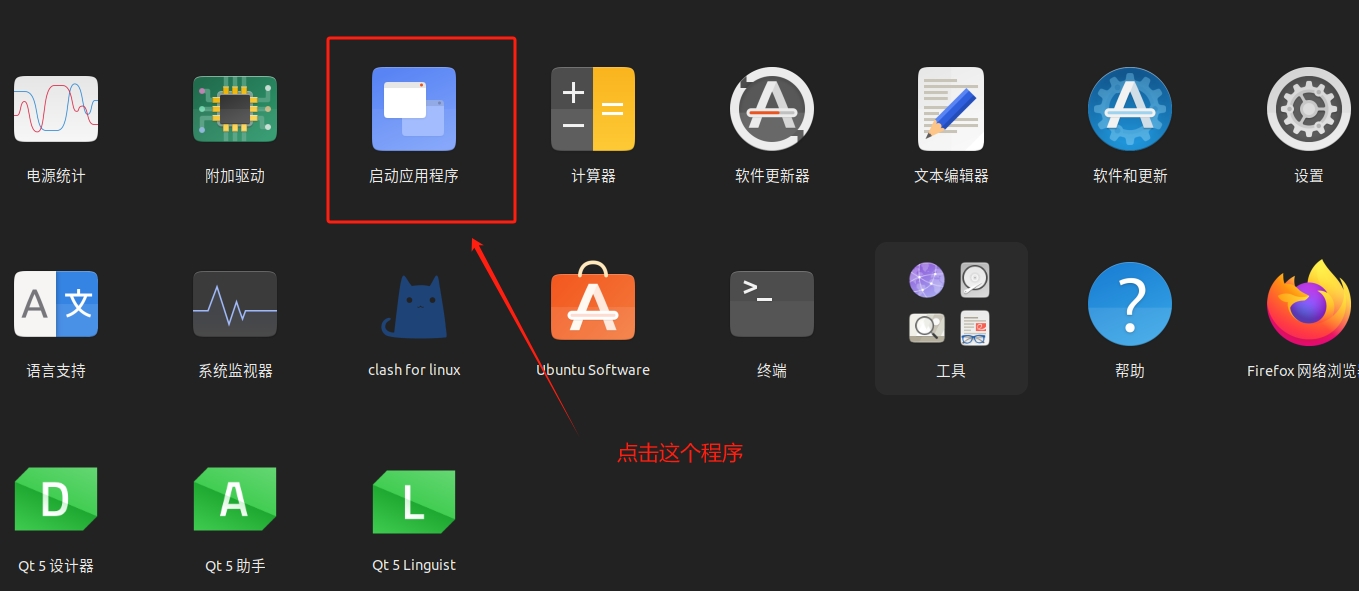 电源统计
附加驱动
启动应用程序
计算器
软件更新器
文本编辑器
软件和更新
设置
语言支持
系统监视器
clash for linux
Ubuntu Software
终端
工具
帮助
Firefox 网络浏览
点击这个程序
Qt 5 设计器
Qt 5 助手
Qt 5 Linguist